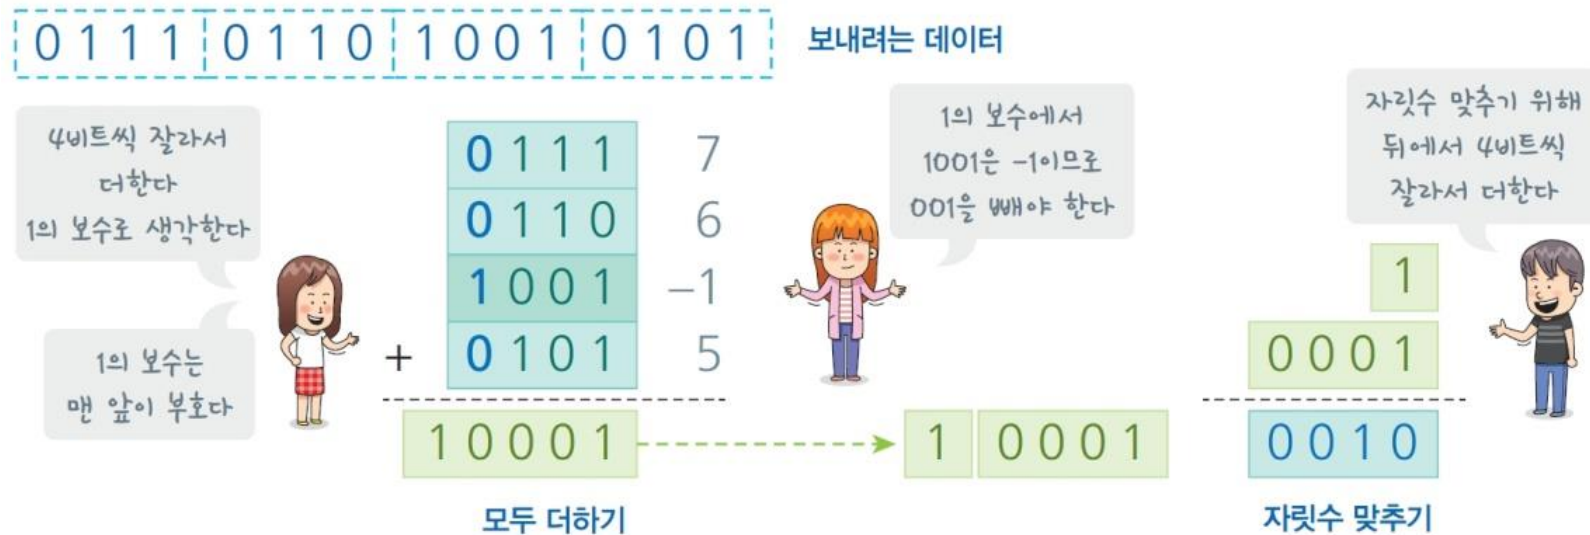 0 1 1 1 0 1 1 0 1 0 0 1 0 1 0 1 보내려는 데이터
4비트씩 잘라서
더한다
1의 보수로 생각한다
1의 보수는
맨 앞이 부호다
0 1 1 1 7
0 1 1 0 6
1 0 0 1 −1
+ 0 1 0 1 5
1 0 0 0 1
모두 더하기
1의 보수에서
1001은 -1이므로
001을 빼야 한다
1 0 0 0 1
자릿수 맞추기 위해
뒤에서 4비트씩
잘라서 더한다
1
0 0 0 1
0 0 1 0
자릿수 맞추기